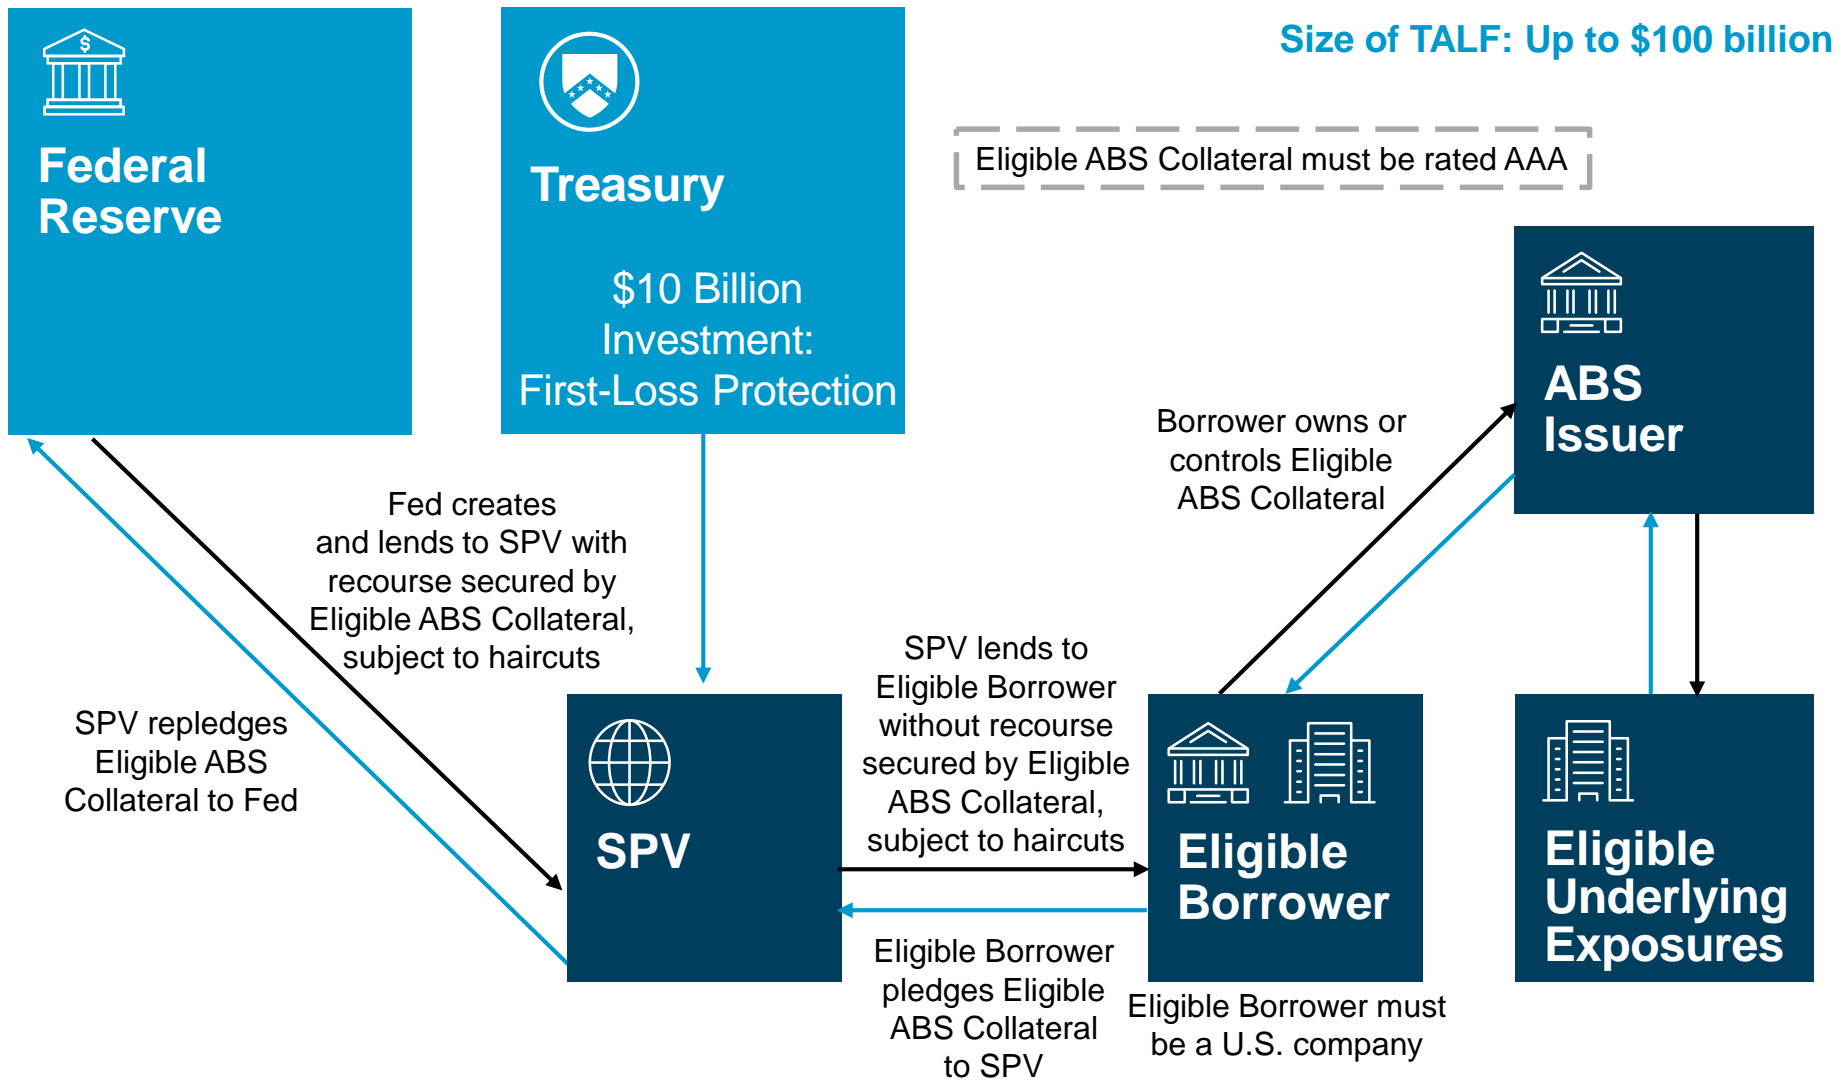 Size of TALF: Up to $100 billion
$
Federal
Reserve
Treasury
$10 Billion
Investment:
First-Loss Protection
Eligible ABS Collateral must be rated AAA
ABS
Issuer
Borrower owns or
controls Eligible
ABS Collateral
Fed creates
and lends to SPV with
recourse secured by
Eligible ABS Collateral,
subject to haircuts
SPV repledges
Eligible ABS
Collateral to Fed
SPV
SPV lends to
Eligible Borrower
without recourse
secured by Eligible
ABS Collateral,
subject to haircuts
Eligible
Borrower
Eligible
Underlying
Exposures
Eligible Borrower
pledges Eligible
ABS Collateral
to SPV
Eligible Borrower must
be a U.S. company